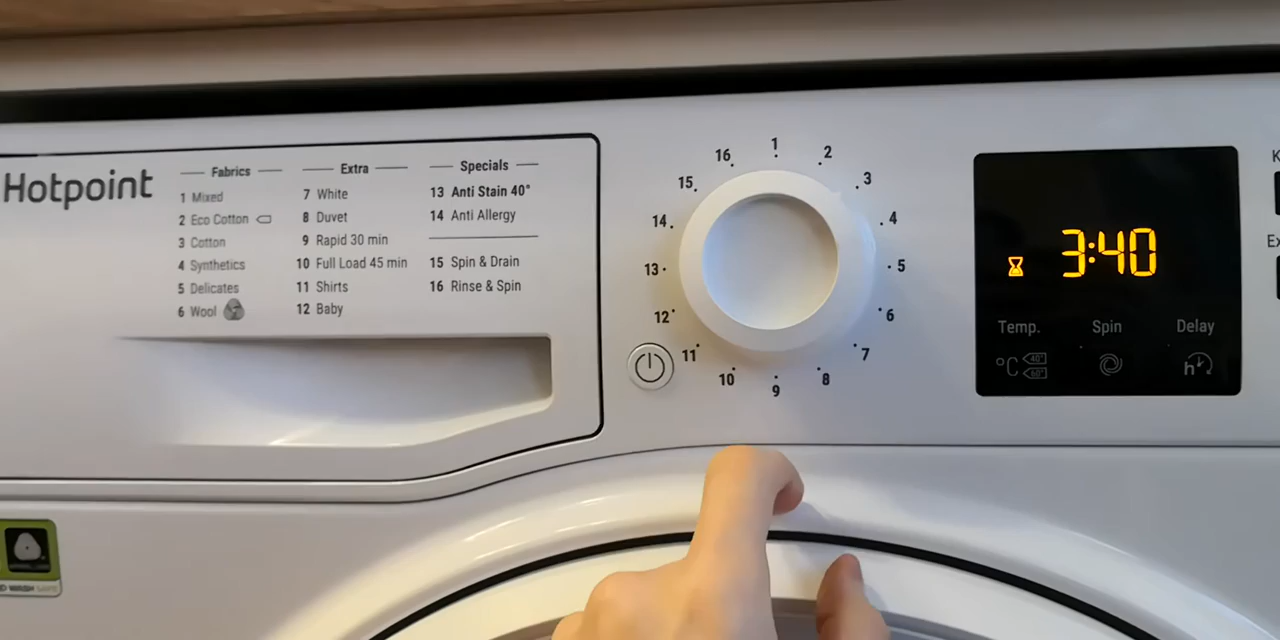 Hotpoint
Fabrics
1 Mixed
2 Eco Cotton
3 Cotton
4 Synthetics
5 Delicates
6 Wool
Extra
7 White
8 Duvet
9 Rapid 30 min
10 Full Load 45 min
11 Shirts
12 Baby
Specials
13 Anti Stain 40°
14 Anti Allergy
15 Spin & Drain
16 Rinse & Spin
1
2
3
4
5
6
7
8
9
10
11
12
13
14
15
16
3:40
Temp. Spin Delay
°C 40° h
60°
K
Ex